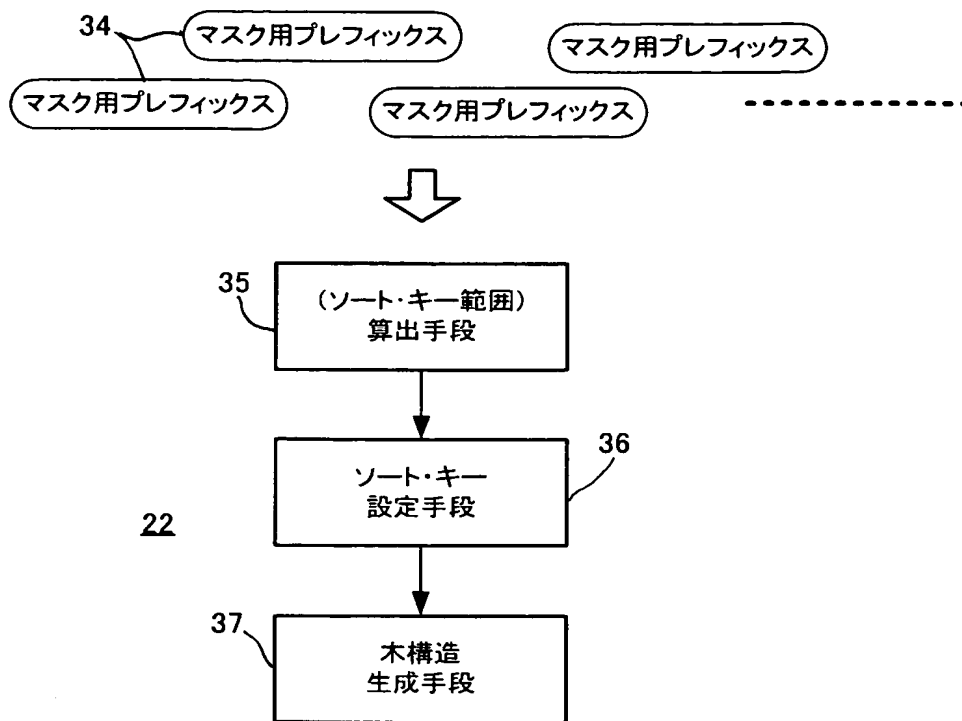 34
マスク用プレフィックス
マスク用プレフィックス
マスク用プレフィックス
マスク用プレフィックス
35
(ソート・キー範囲)
算出手段
36
ソート・キー
設定手段
22
37
木構造
生成手段